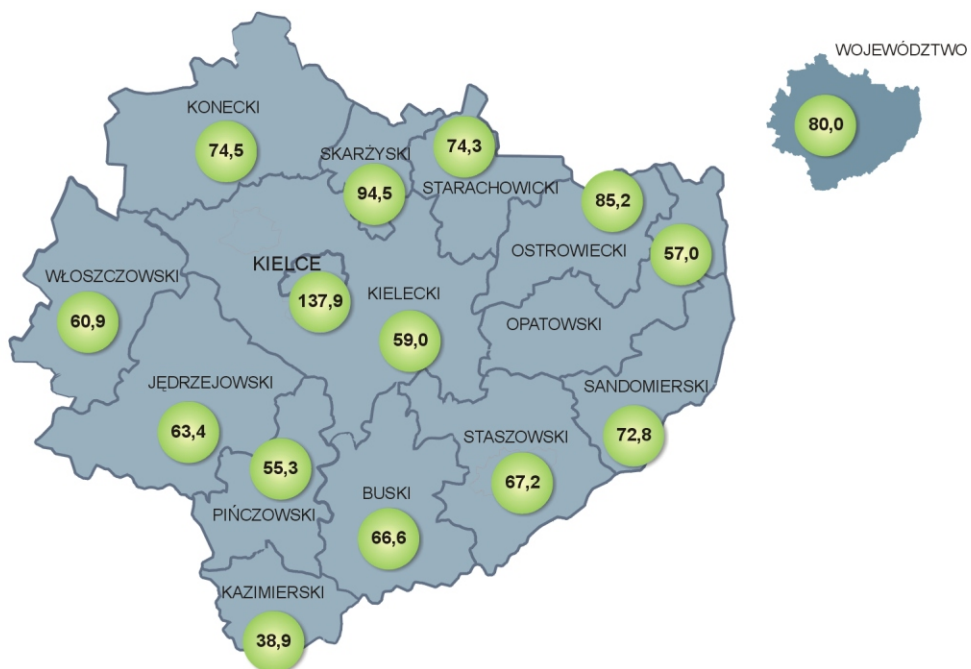 WOJEWÓDZTWO
80,0
KONECKI
74,5
SKARŻYSKI
94,5
74,3
STARACHOWICKI
85,2
OSTROWIECKI
57,0
WŁOSZCZOWSKI
60,9
KIELCE
137,9
KIELECKI
59,0
OPATOWSKI
JĘDRZEJOWSKI
63,4
SANDOMIERSKI
72,8
STASZOWSKI
67,2
55,3
PIŃCZOWSKI
BUSKI
66,6
KAZIMIERSKI
38,9